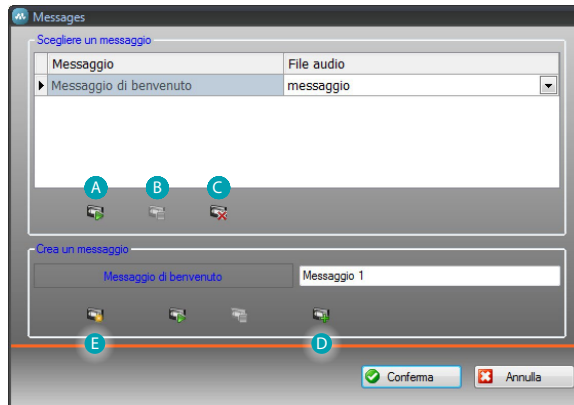 Messages
Scegliere un messaggio
Messaggio File audio
Messaggio di benvenuto messaggio
A B C
Crea un messaggio
Messaggio di benvenuto Messaggio 1
E D
Conferma Annulla